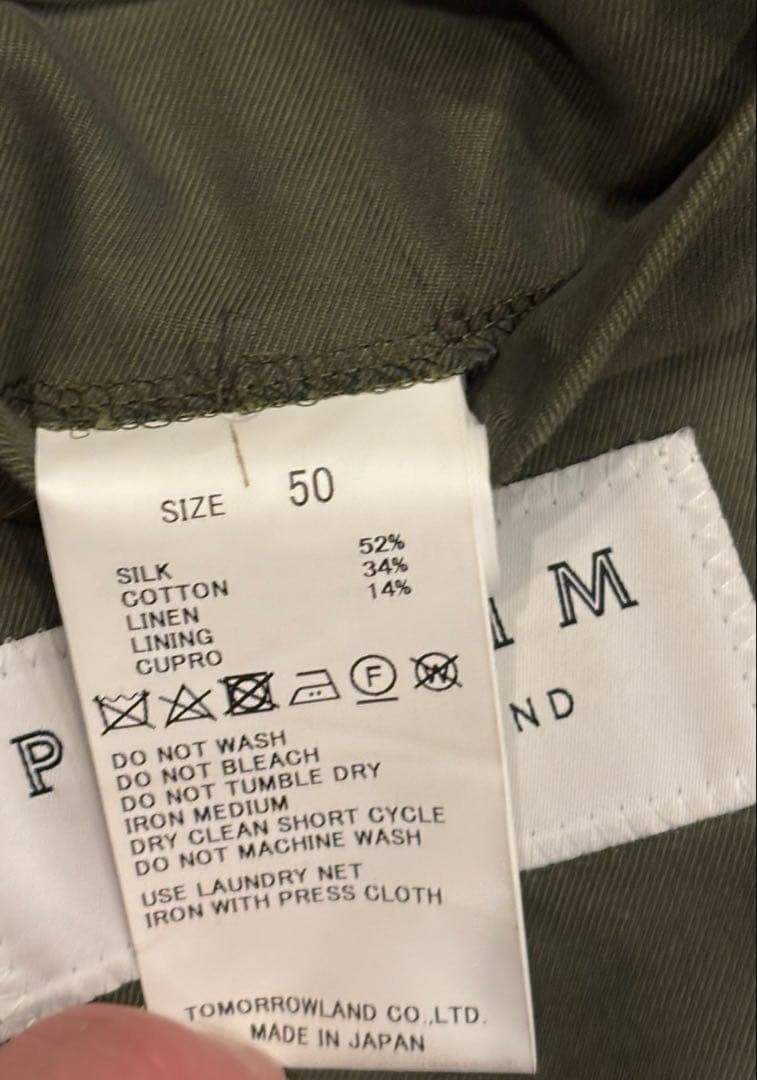 SIZE 50
SILK 52%
COTTON 34%
LINEN 14%
LINING
CUPRO
F
W
DO NOT WASH
DO NOT BLEACH
DO NOT TUMBLE DRY
IRON MEDIUM
DRY CLEAN SHORT CYCLE
DO NOT MACHINE WASH
USE LAUNDRY NET
IRON WITH PRESS CLOTH
TOMORROWLAND CO.,LTD.
MADE IN JAPAN
P
M
ND